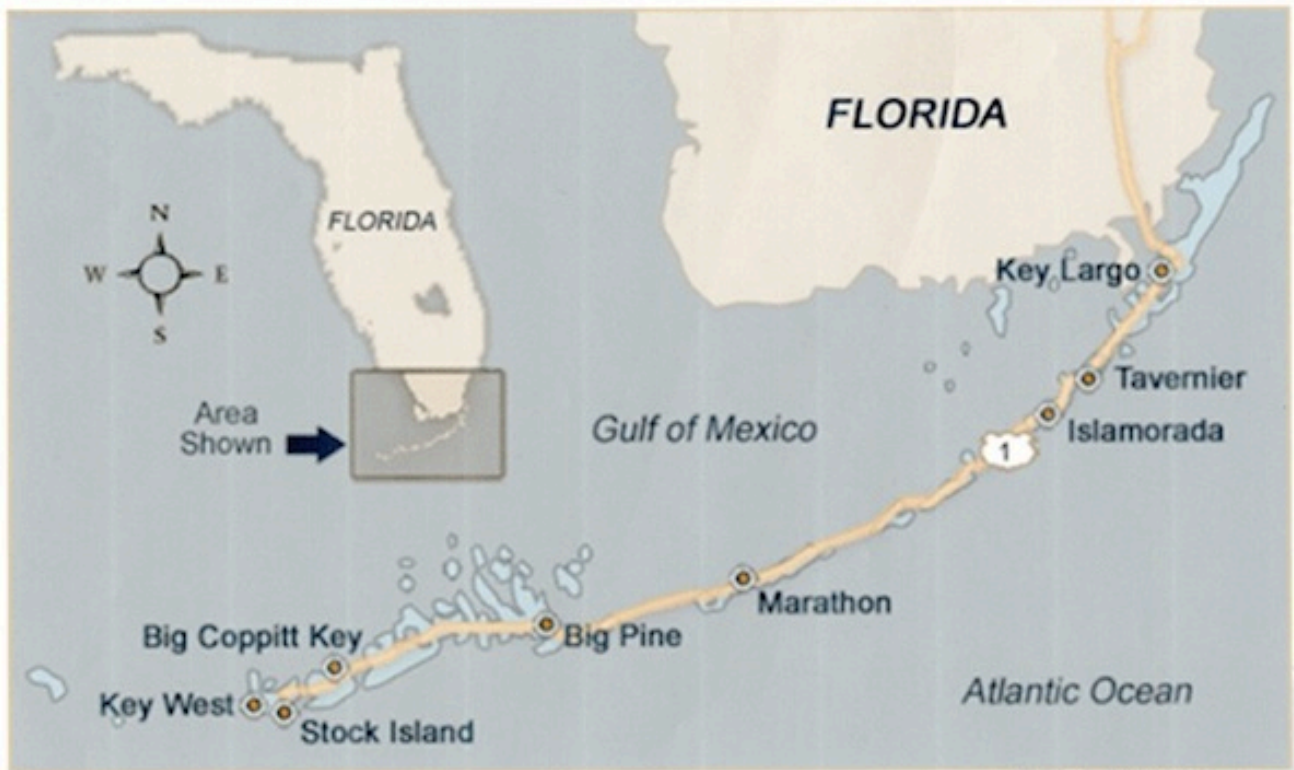 FLORIDA
FLORIDA
N
W E
S
Key Largo
Tavernier
Area
Shown
Gulf of Mexico
Islamorada
1
Marathon
Big Coppitt Key
Big Pine
Key West
Atlantic Ocean
Stock Island